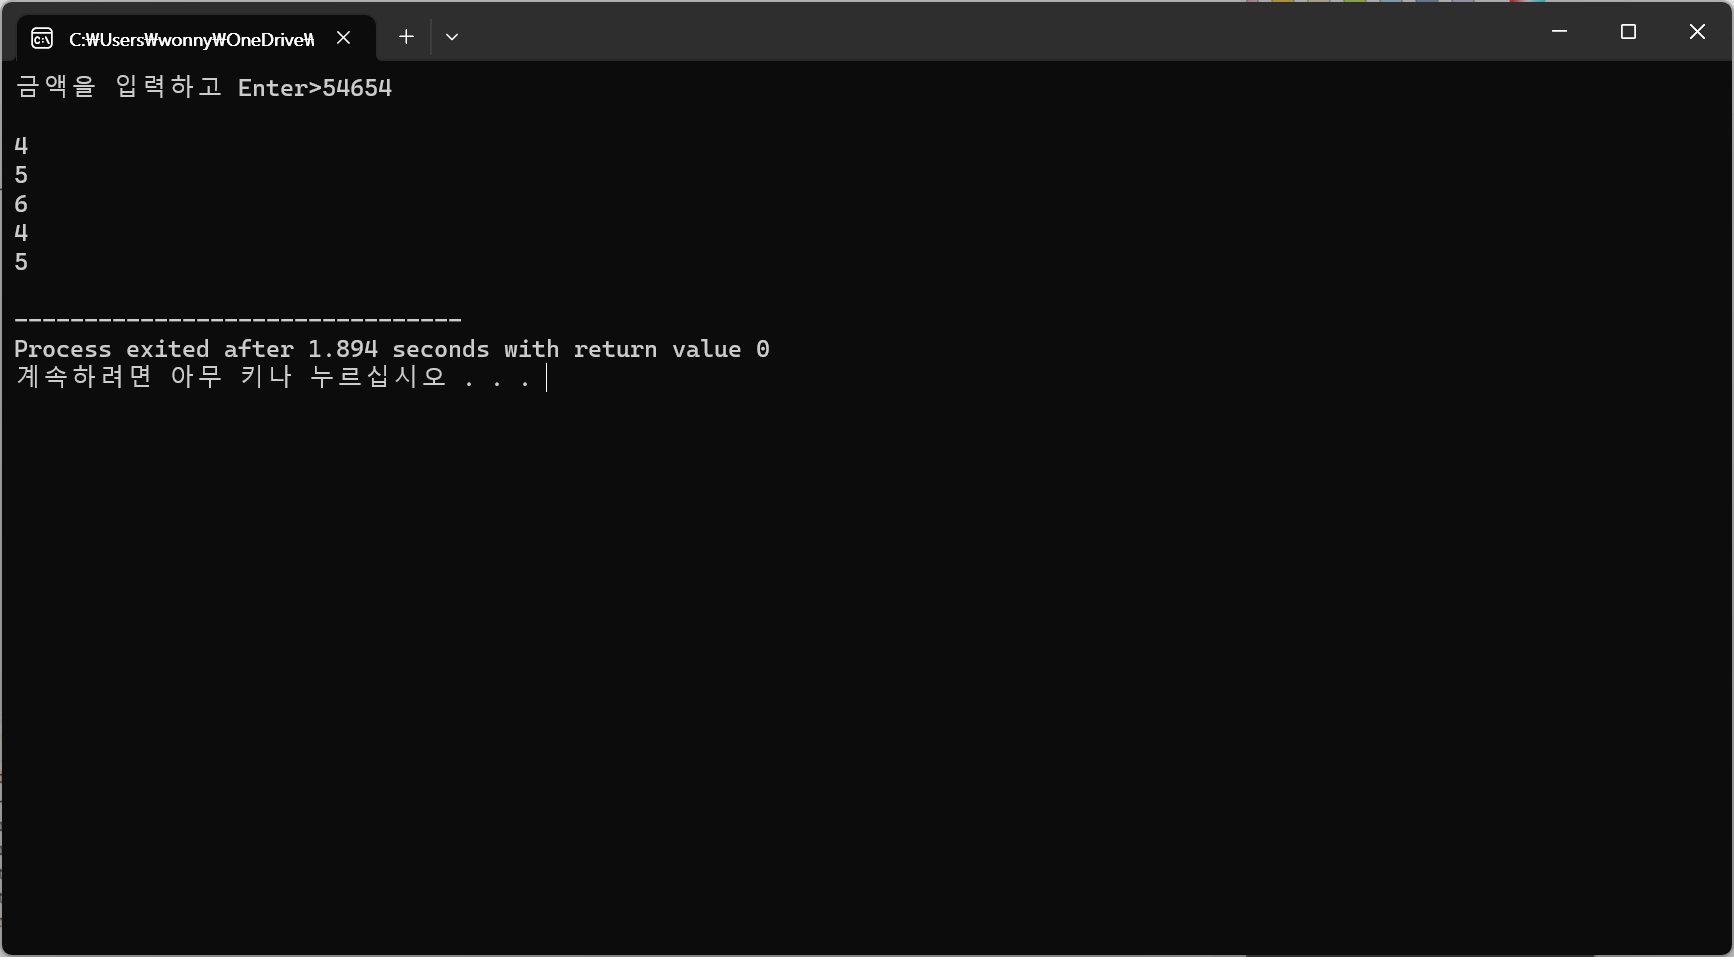 C:₩Users₩wonny₩OneDrive₩
금액을 입력하고 Enter>54654
4
5
6
4
5
--------------------------------
Process exited after 1.894 seconds with return value 0
계속하려면 아무 키나 누르십시오 . . .